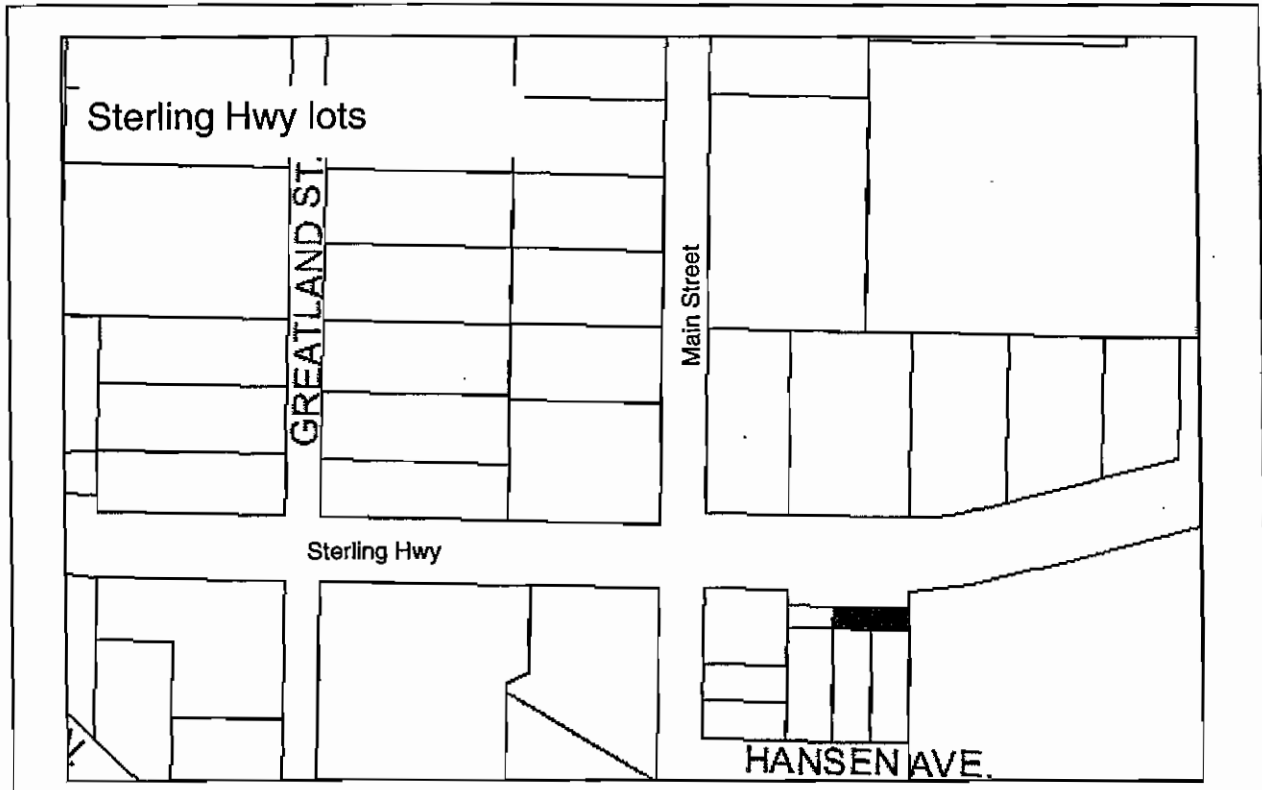 Sterling Hwy lots
GREATLAND ST.
Main Street
Sterling Hwy
HANSEN AVE.